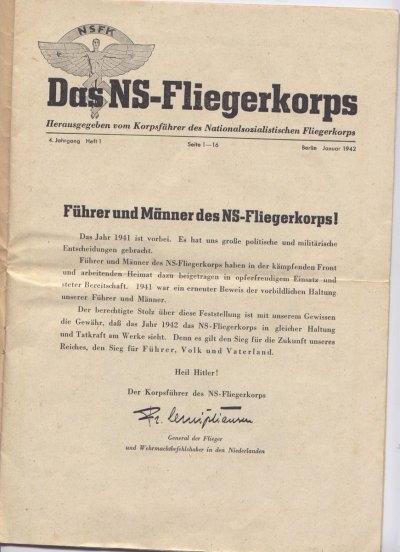 NSFK
Das NS-Fliegerkorps
Herausgegeben vom Korpsführer des Nationalsozialistischen Fliegerkorps
4. Jahrgang Heft 1 Seite 1—16 Berlin Januar 1942
Führer und Männer des NS-Fliegerkorps!
Das Jahr 1941 ist vorbei. Es hat uns große politische und militärische
Entscheidungen gebracht.
Führer und Männer des NS-Fliegerkorps haben in der kämpfenden Front
und arbeitenden Heimat dazu beigetragen in opferfreudigem Einsatz und
steter Bereitschaft. 1941 war ein erneuter Beweis der vorbildlichen Haltung
unserer Führer und Männer.
Der berechtigte Stolz über diese Feststellung ist mit unserem Gewissen
die Gewähr, daß das Jahr 1942 das NS-Fliegerkorps in gleicher Haltung
und Tatkraft am Werke sieht. Denn es gilt den Sieg für die Zukunft unseres
Reiches, den Sieg für Führer, Volk und Vaterland.
Heil Hitler!
Der Korpsführer des NS-Fliegerkorps
Fr. Christiansen
General der Flieger
und Wehrmachtbefehlshaber in den Niederlanden